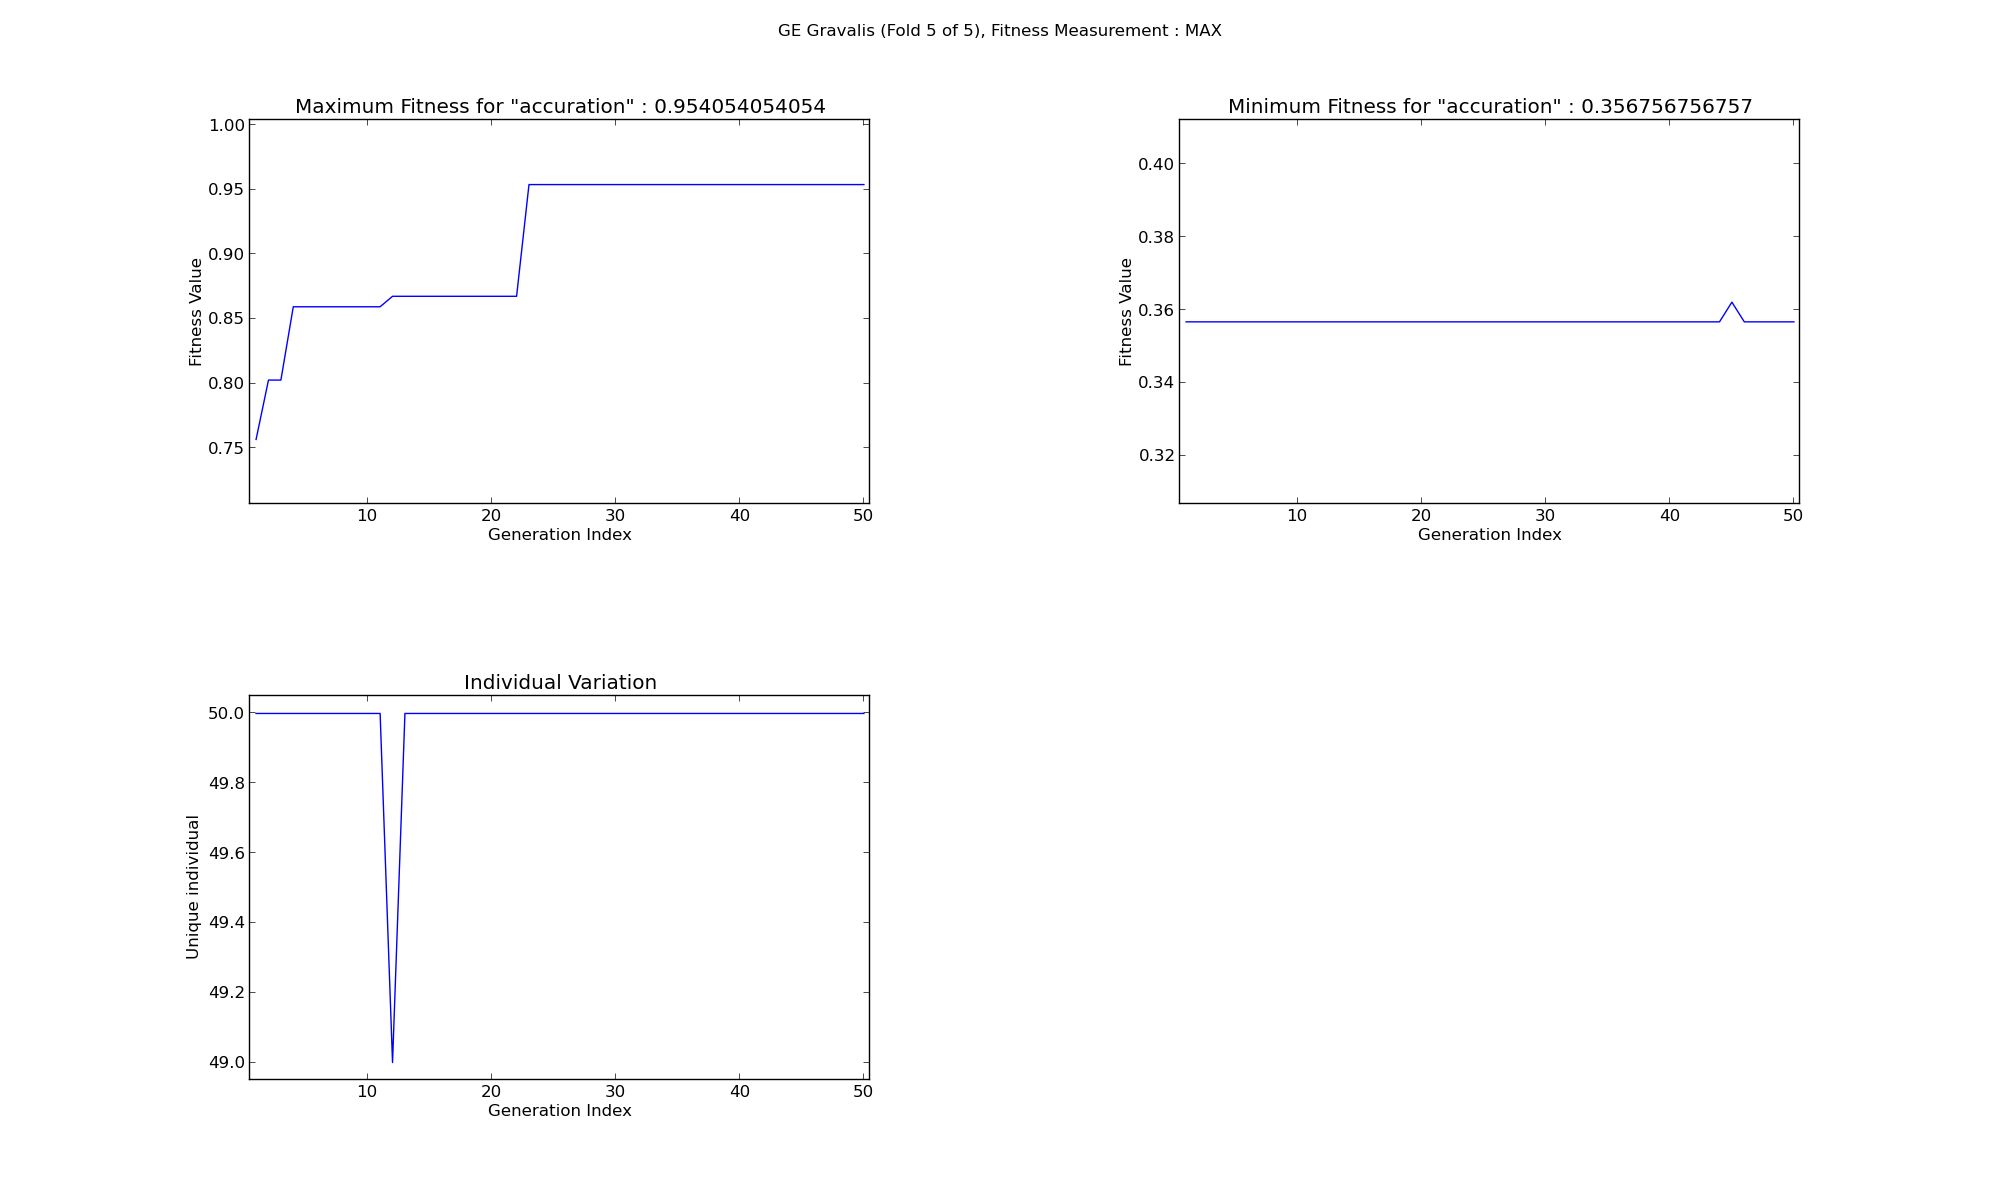 GE Gravalis (Fold 5 of 5), Fitness Measurement : MAX
Maximum Fitness for "accuration" : 0.954054054054
1.00
0.95
0.90
0.85
0.80
0.75
Fitness Value
10 20 30 40 50
Generation Index
Minimum Fitness for "accuration" : 0.356756756757
0.40
0.38
0.36
0.34
0.32
Fitness Value
10 20 30 40 50
Generation Index
Individual Variation
50.0
49.8
49.6
49.4
49.2
49.0
Unique individual
10 20 30 40 50
Generation Index